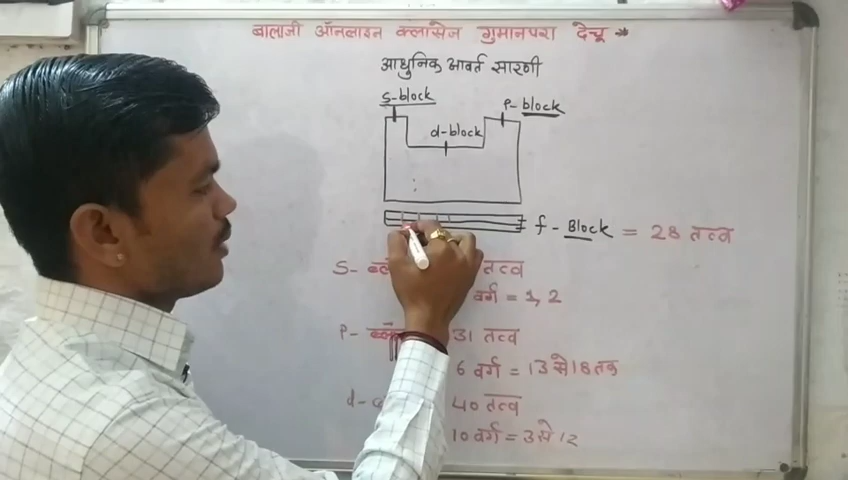 बालाजी ऑनलाइन क्लासेज गुमानपरा देचू *
आधुनिक आवर्त सारणी
S-block
P-block
d-block
f-Block = 28 तत्व
S- तत्व
वर्ग = 1, 2
P- ब्लॉ 31 तत्व
6 वर्ग = 13 से 18 तक
d- 40 तत्व
10 वर्ग = 3 से 12